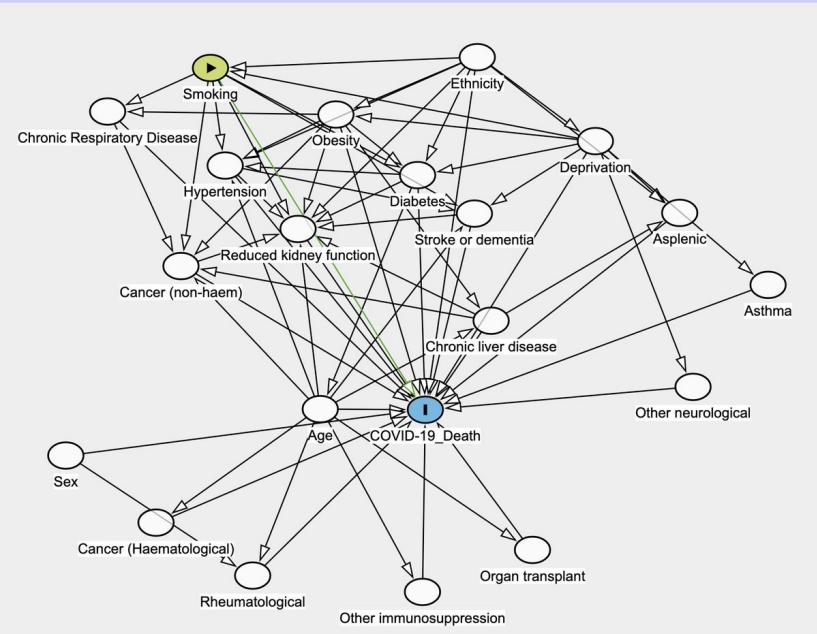 Smoking
Ethnicity
Chronic Respiratory Disease
Obesity
Deprivation
Hypertension
Diabetes
Stroke or dementia
Asplenic
Reduced kidney function
Cancer (non-haem)
Asthma
Chronic liver disease
Other neurological
Age
COVID-19_Death
Sex
Cancer (Haematological)
Organ transplant
Rheumatological
Other immunosuppression